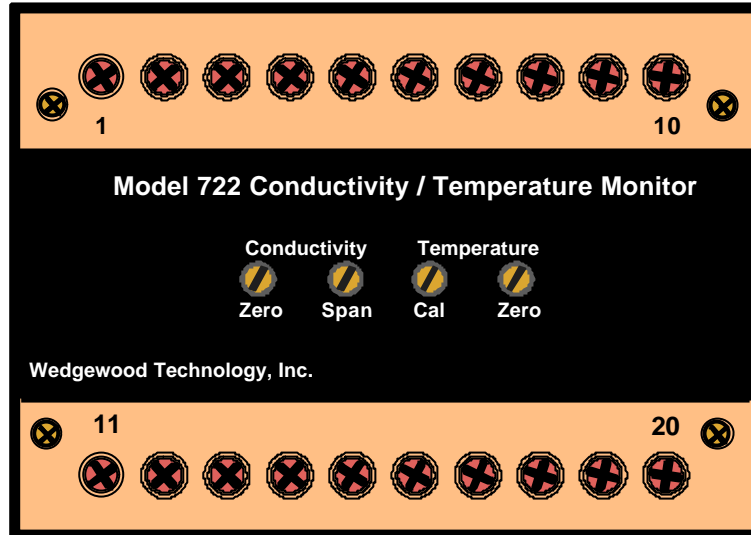 1 10
Model 722 Conductivity / Temperature Monitor
Conductivity Temperature
Zero Span Cal Zero
Wedgewood Technology, Inc.
11 20